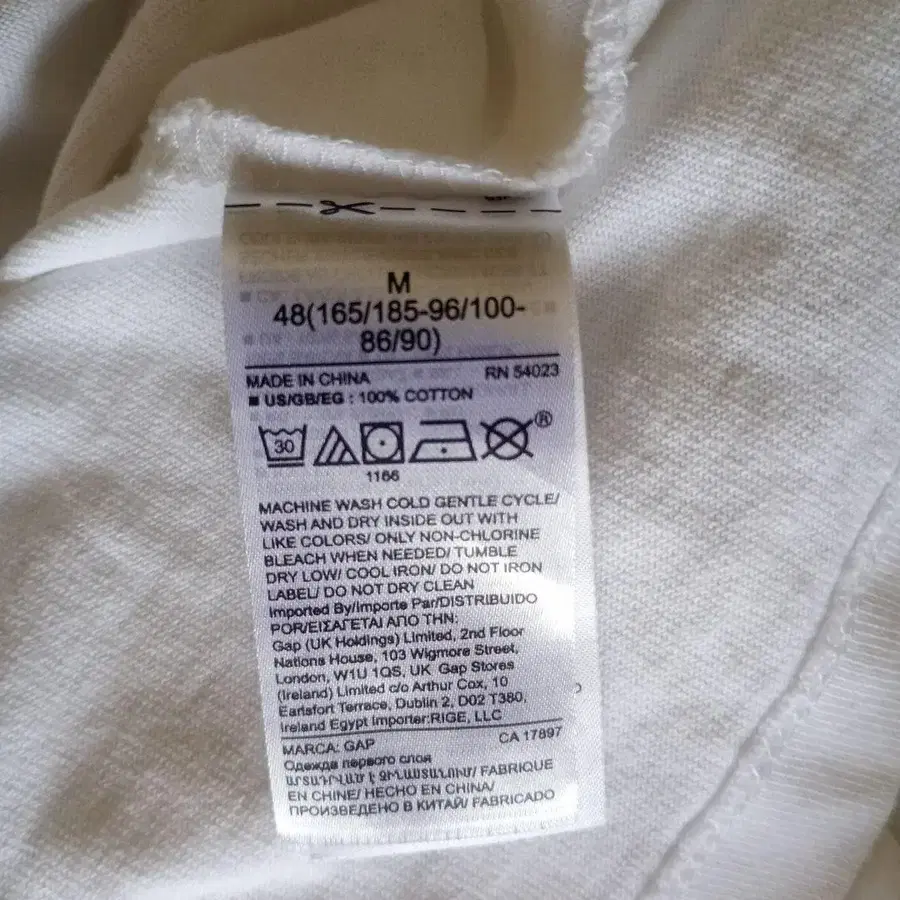 M
48(165/185-96/100-
86/90)
MADE IN CHINA RN 54023
■ US/GB/EG : 100% COTTON
30
®
1166
MACHINE WASH COLD GENTLE CYCLE/
WASH AND DRY INSIDE OUT WITH
LIKE COLORS/ ONLY NON-CHLORINE
BLEACH WHEN NEEDED/ TUMBLE
DRY LOW/ COOL IRON/ DO NOT IRON
LABEL/ DO NOT DRY CLEAN
Imported By/Importe Par/DISTRIBUIDO
POR/ΕΙΣΑΓΕΤΑΙ ΑΠΟ ΤΗΝ:
Gap (UK Holdings) Limited, 2nd Floor
Nations House, 103 Wigmore Street,
London, W1U 1QS, UK Gap Stores
(Ireland) Limited c/o Arthur Cox, 10
Earlsfort Terrace, Dublin 2, D02 T380,
Ireland Egypt Importer:RIGE, LLC
MARCA: GAP CA 17897
Одежда первого слоя
ԱՐՏԱԴՐՎԱԾ Է ՉԻՆԱՍՏԱՆՈՒՄ/ FABRIQUE
EN CHINE/ HECHO EN CHINA/
ПРОИЗВЕДЕНО В КИТАЙ/ FABRICADO